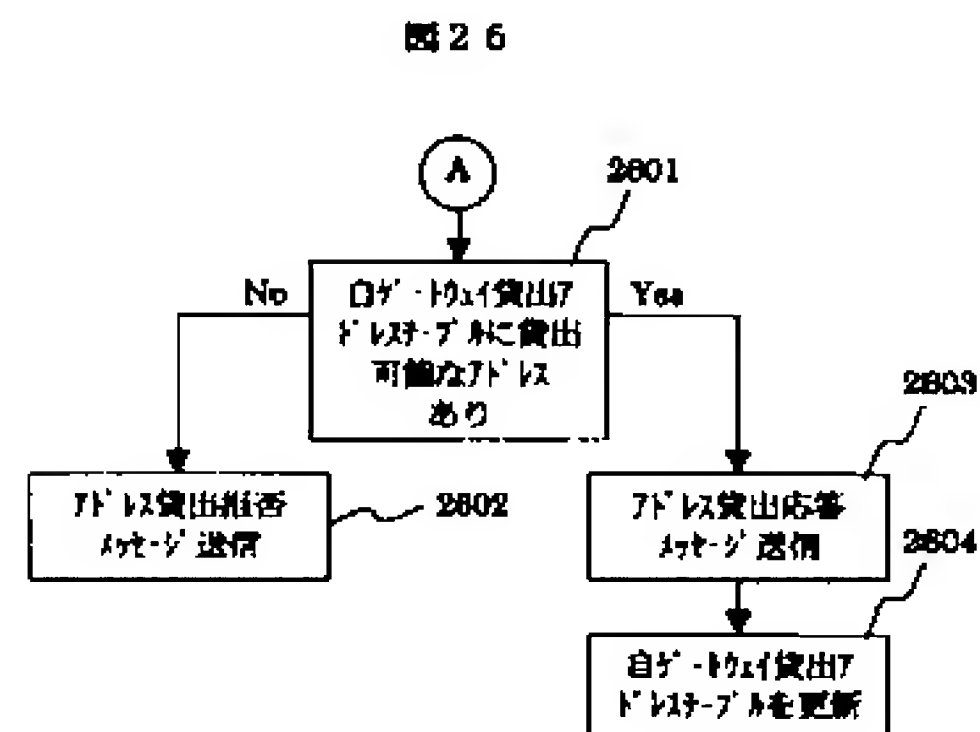 図26
A
2601
No
自ゲートウェイ貸出ア
Yes
ドレステーブルに貸出
可能なアドレス
あり
2603
アドレス貸出拒否
メッセージ送信
2602
アドレス貸出応答
メッセージ送信
2604
自ゲートウェイ貸出ア
ドレステーブルを更新